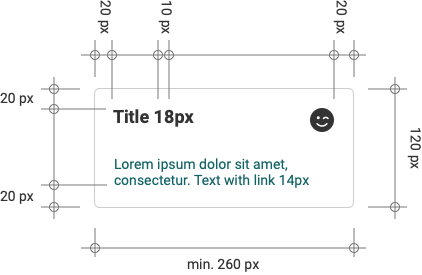 20 px
10 px
20 px
20 px
Title 18px
120 px
Lorem ipsum dolor sit amet,
consectetur. Text with link 14px
20 px
min. 260 px